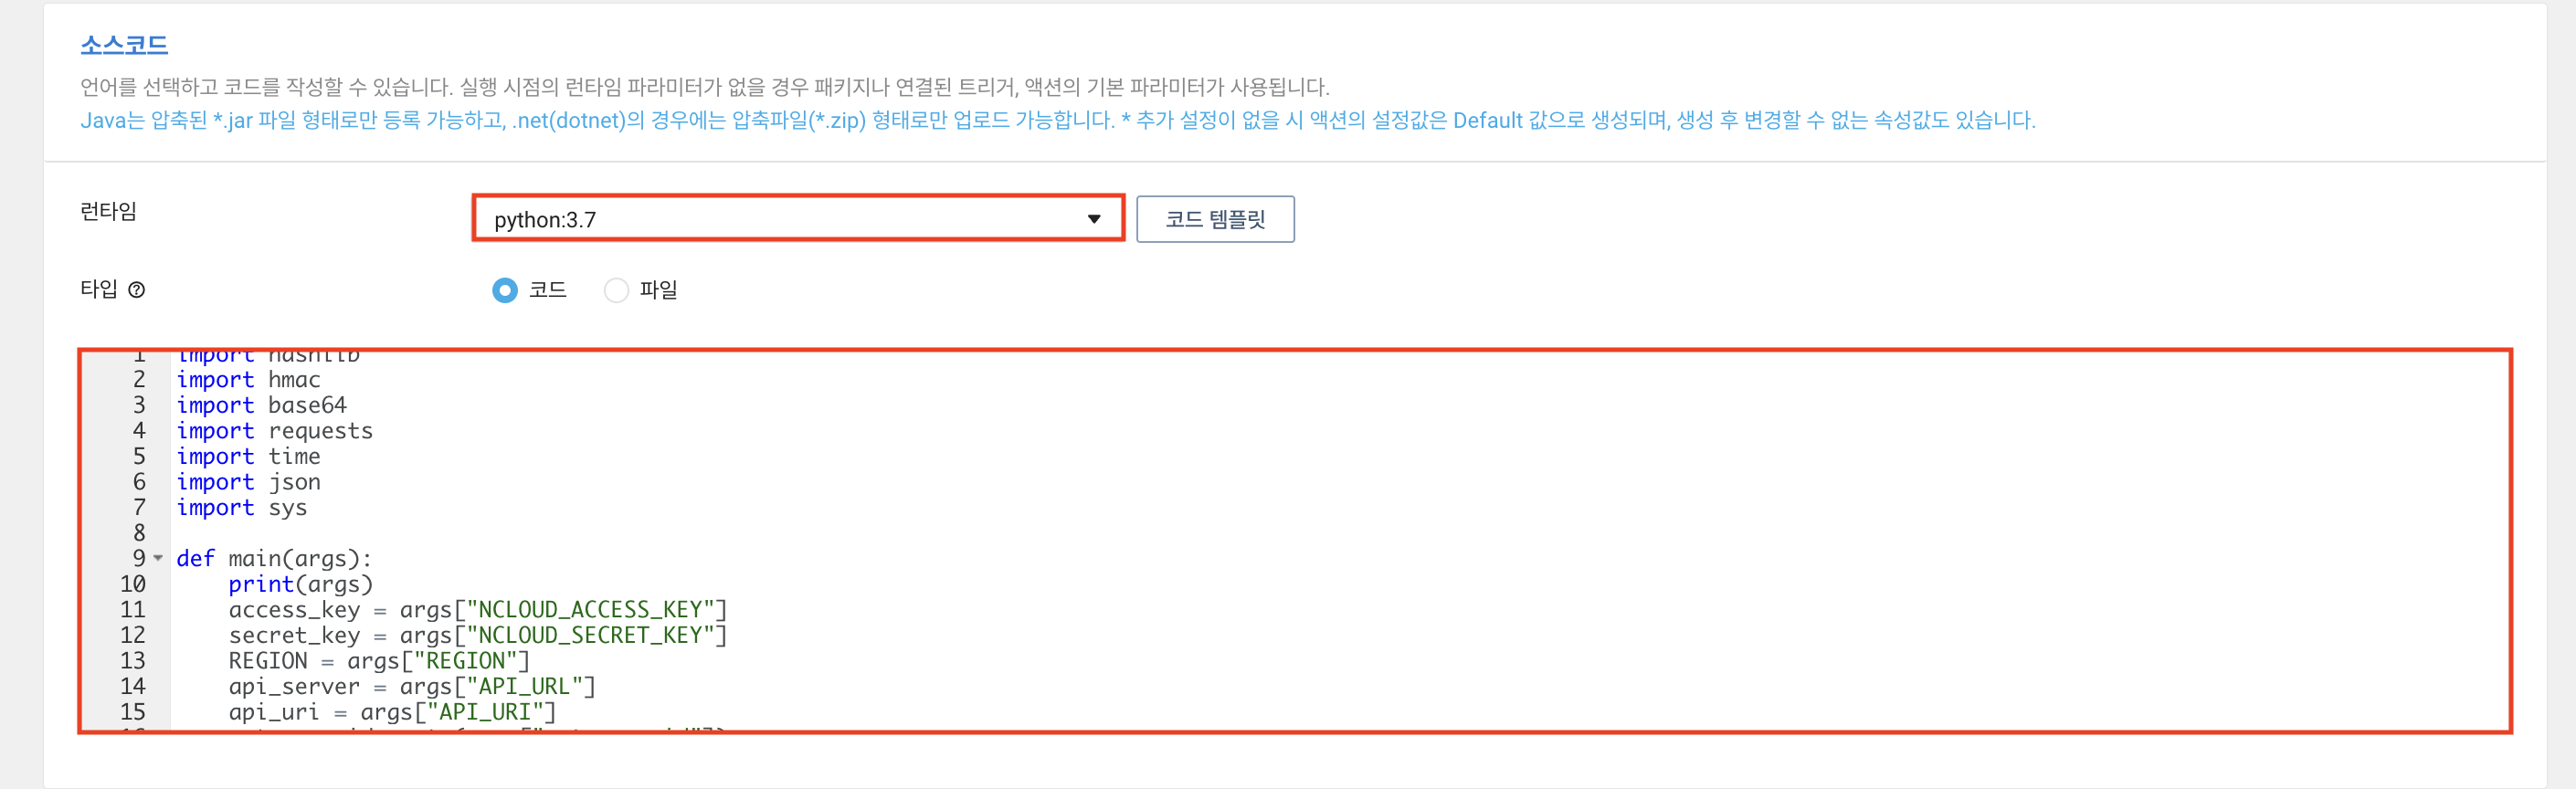 소스코드
언어를 선택하고 코드를 작성할 수 있습니다. 실행 시점의 런타임 파라미터가 없을 경우 패키지나 연결된 트리거, 액션의 기본 파라미터가 사용됩니다.
Java는 압축된 *.jar 파일 형태로만 등록 가능하고, .net(dotnet)의 경우에는 압축파일(*.zip) 형태로만 업로드 가능합니다. * 추가 설정이 없을 시 액션의 설정값은 Default 값으로 생성되며, 생성 후 변경할 수 없는 속성값도 있습니다.
런타임 python:3.7 코드 템플릿
타입 ? 코드 파일
1 import hashlib
2 import hmac
3 import base64
4 import requests
5 import time
6 import json
7 import sys
8
9 def main(args):
10     print(args)
11     access_key = args["NCLOUD_ACCESS_KEY"]
12     secret_key = args["NCLOUD_SECRET_KEY"]
13     REGION = args["REGION"]
14     api_server = args["API_URL"]
15     api_uri = args["API_URI"]